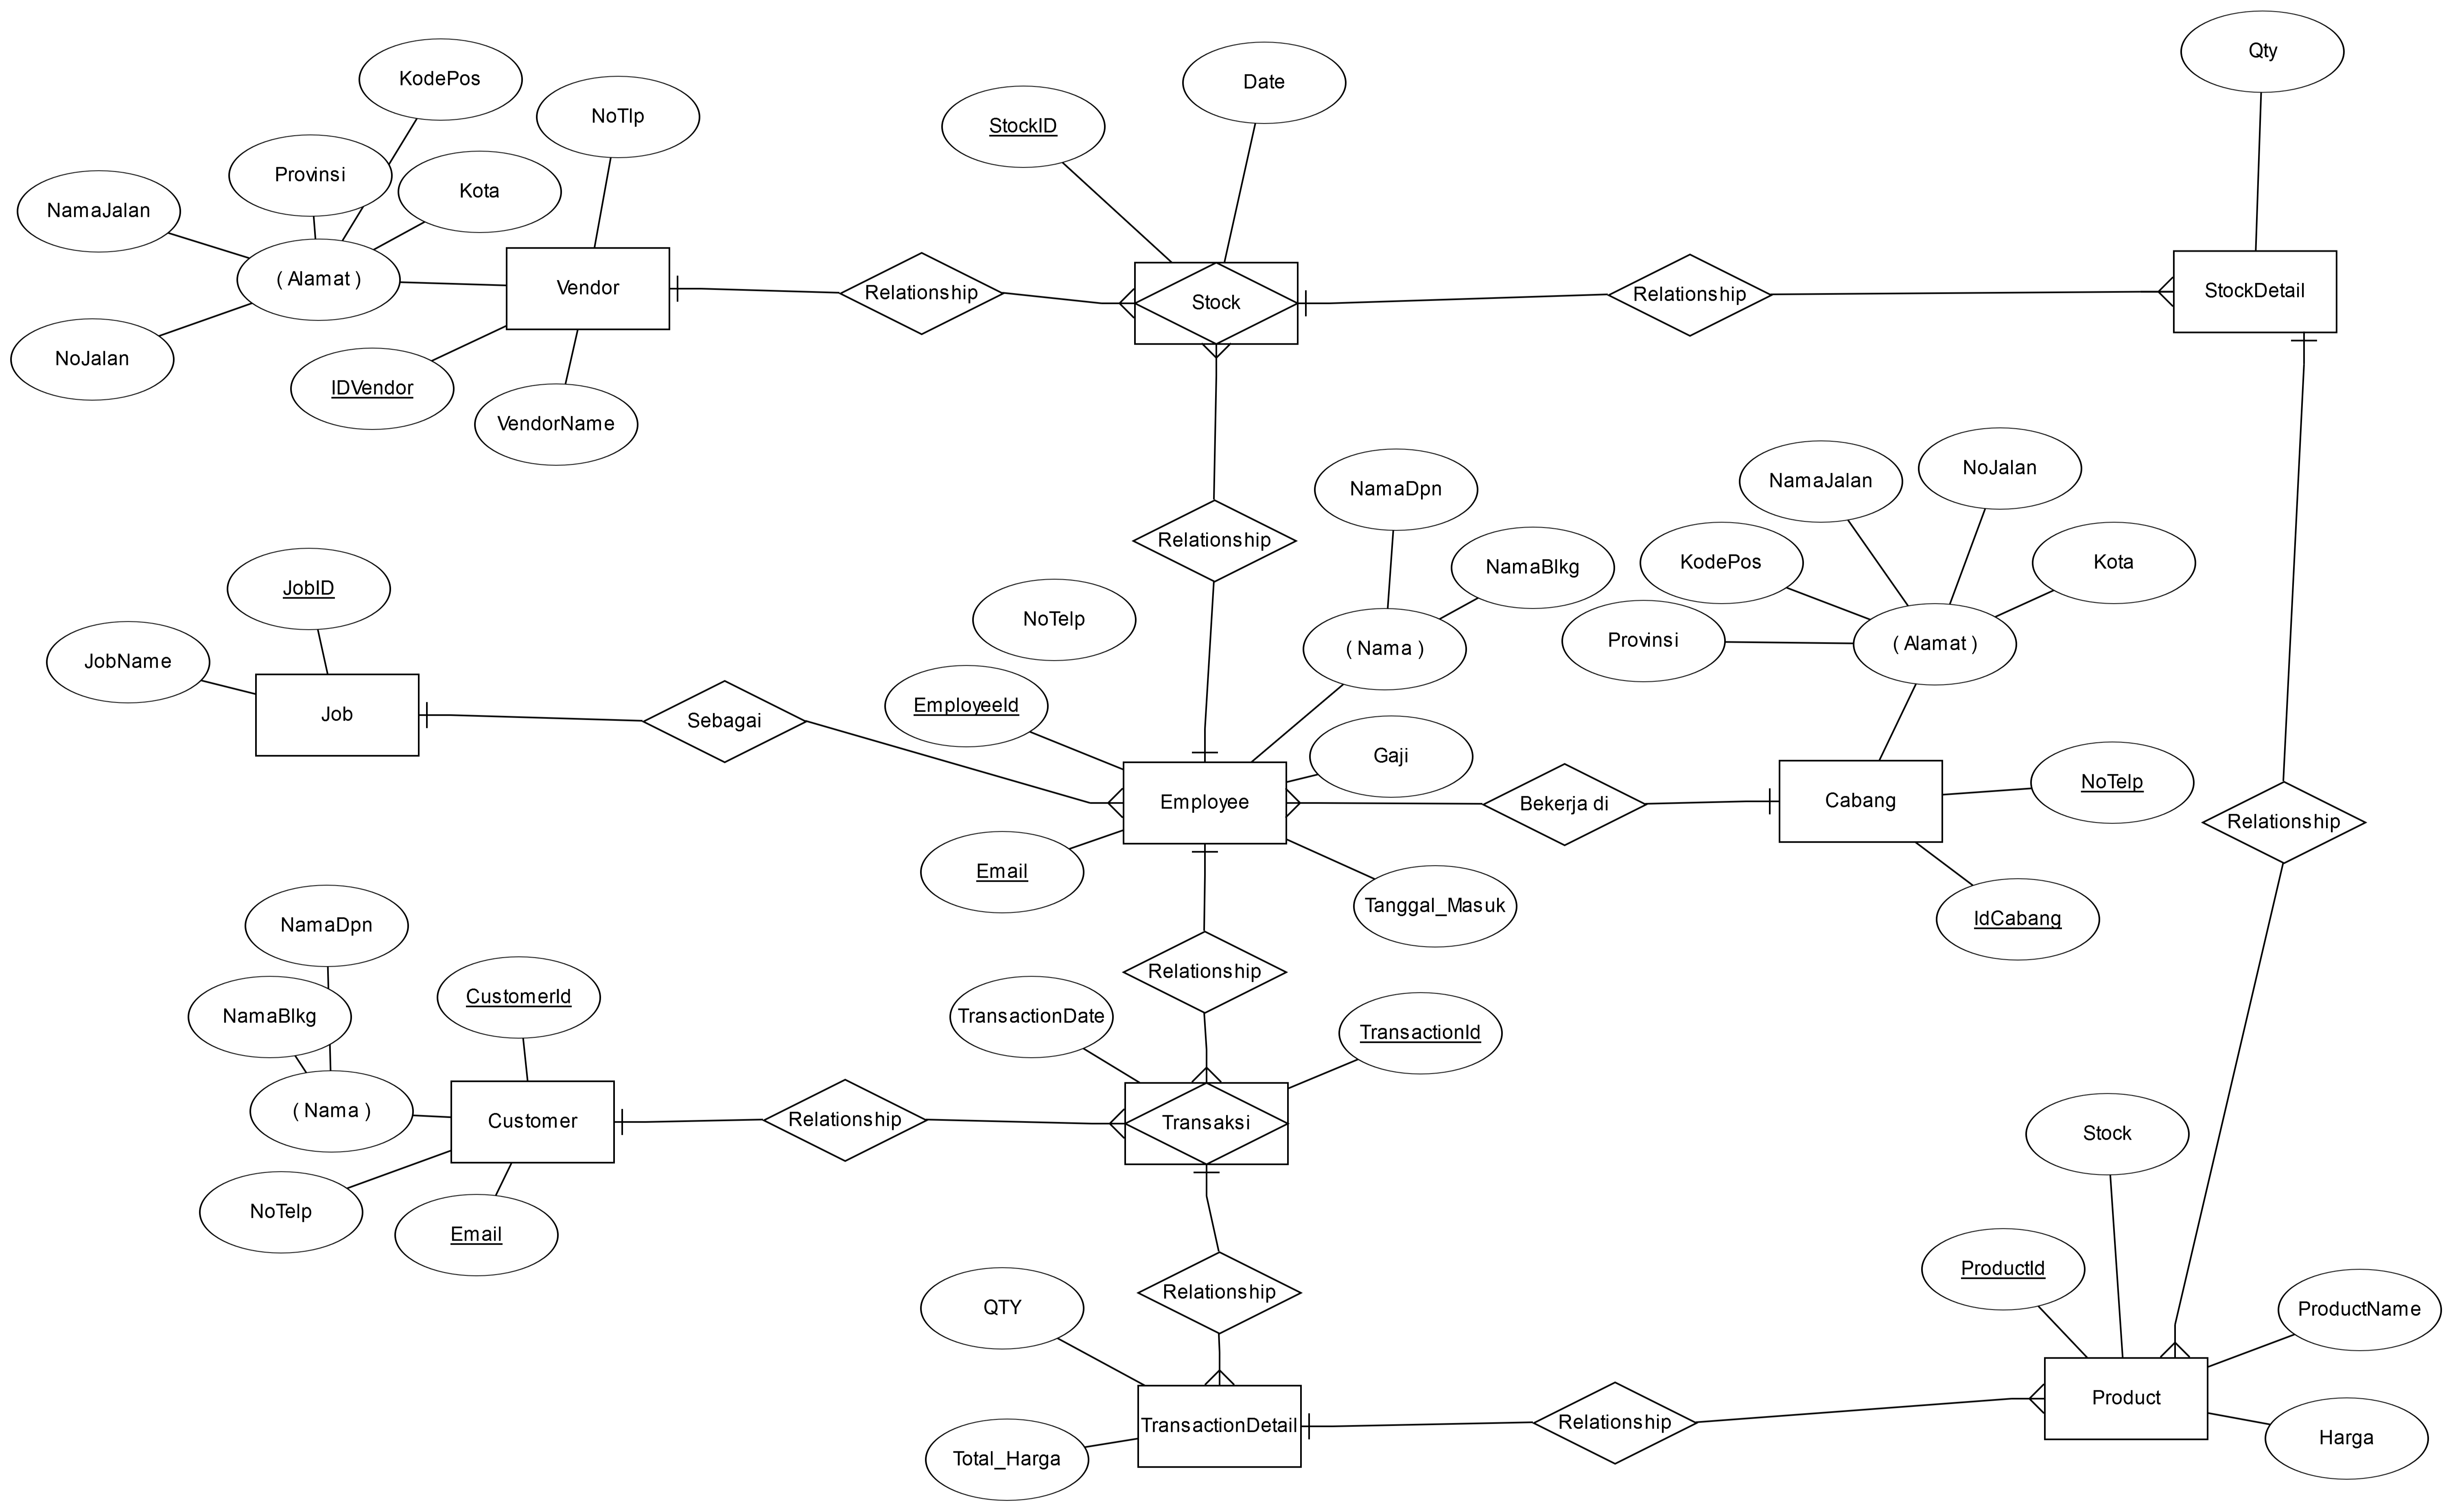 Qty
KodePos
Date
NoTlp
StockID
Provinsi
Kota
NamaJalan
( Alamat )
Vendor
Relationship
Stock
Relationship
StockDetail
NoJalan
IDVendor
VendorName
NamaDpn
NoJalan
NamaJalan
Relationship
NamaBlkg
KodePos
Kota
JobID
NoTelp
( Nama )
Provinsi
( Alamat )
JobName
Job
Sebagai
EmployeeId
Gaji
NoTelp
Employee
Bekerja di
Cabang
Relationship
Email
Tanggal_Masuk
IdCabang
NamaDpn
Relationship
CustomerId
NamaBlkg
TransactionDate
TransactionId
( Nama )
Customer
Relationship
Transaksi
Stock
NoTelp
Email
ProductId
Relationship
QTY
ProductName
Product
TransactionDetail
Relationship
Harga
Total_Harga